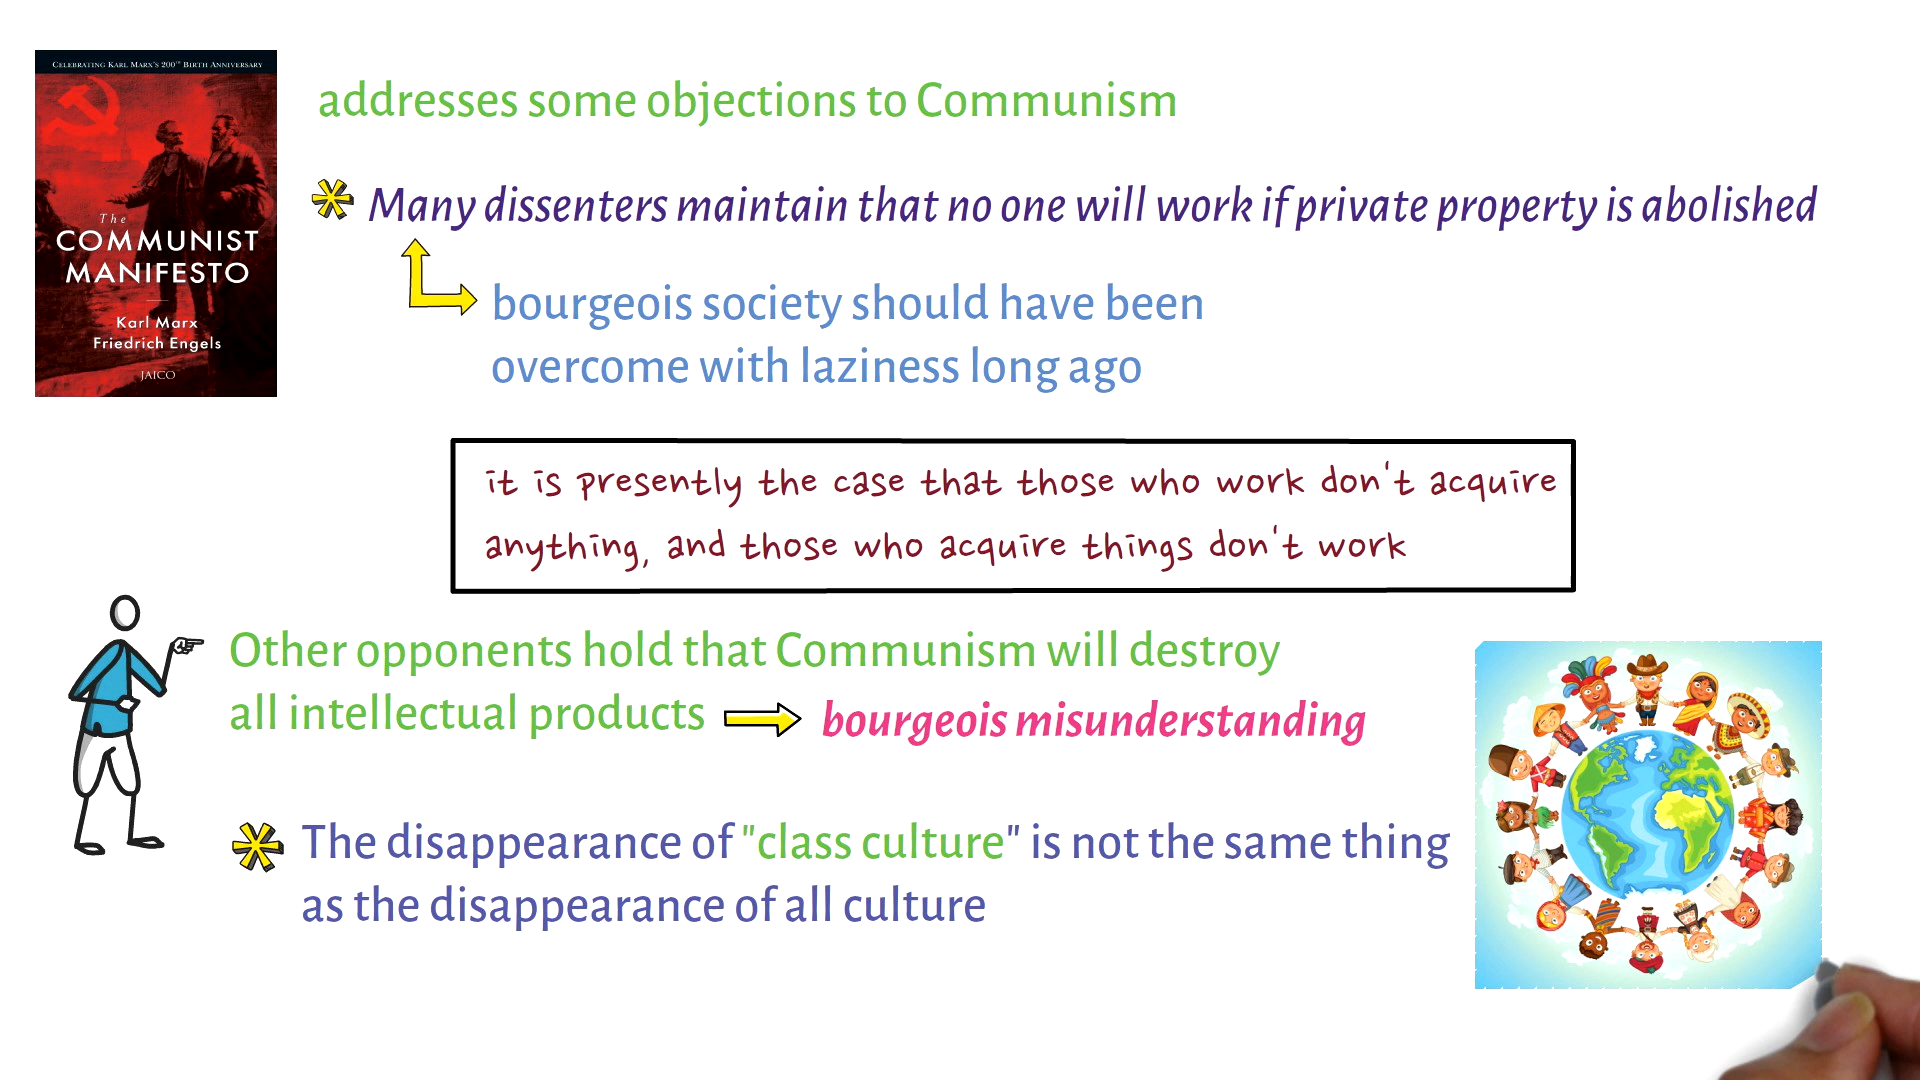 CELEBRATING KARL MARX'S 200TH BIRTH ANNIVERSARY
The
COMMUNIST
MANIFESTO
Karl Marx
Friedrich Engels
JAICO
addresses some objections to Communism
* Many dissenters maintain that no one will work if private property is abolished
bourgeois society should have been
overcome with laziness long ago
it is presently the case that those who work don't acquire
anything, and those who acquire things don't work
Other opponents hold that Communism will destroy
all intellectual products → bourgeois misunderstanding
* The disappearance of "class culture" is not the same thing
as the disappearance of all culture